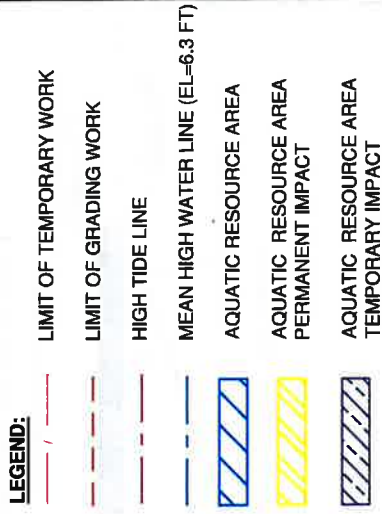 LEGEND:
LIMIT OF TEMPORARY WORK
LIMIT OF GRADING WORK
HIGH TIDE LINE
MEAN HIGH WATER LINE (EL=6.3 FT)
AQUATIC RESOURCE AREA
AQUATIC RESOURCE AREA
PERMANENT IMPACT
AQUATIC RESOURCE AREA
TEMPORARY IMPACT